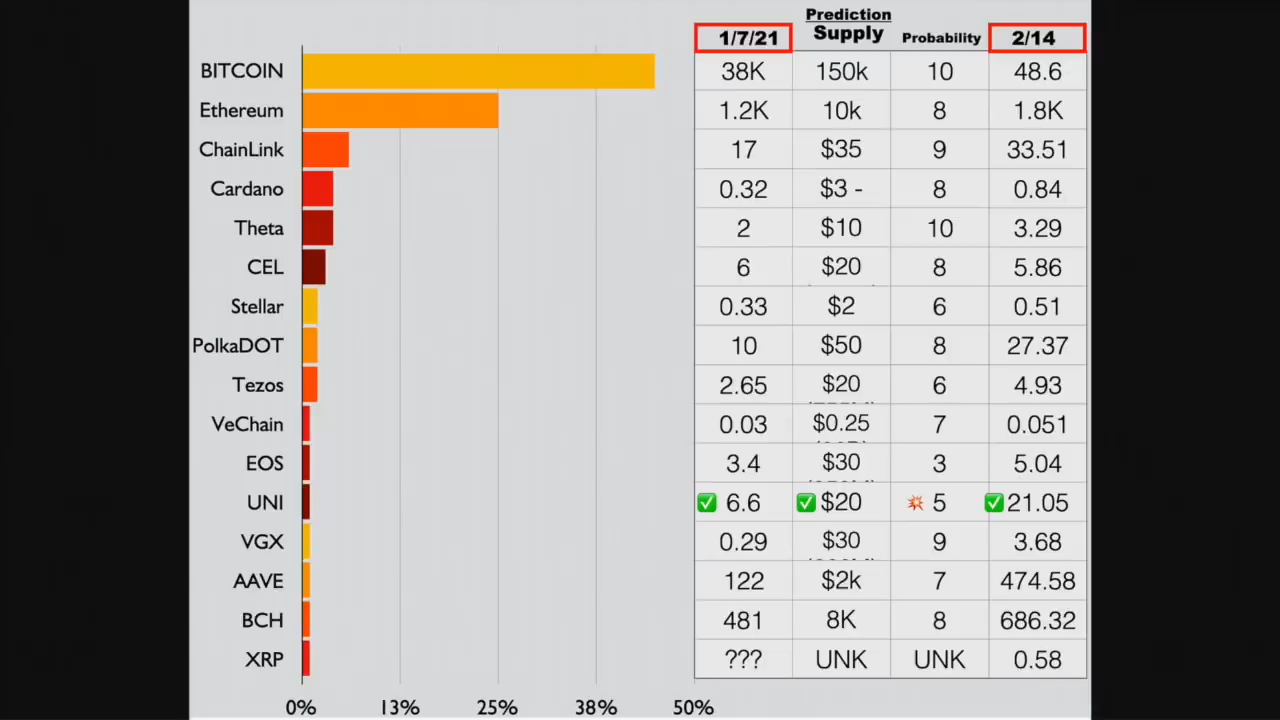 Prediction
1/7/21 Supply Probability 2/14
BITCOIN 38K 150k 10 48.6
Ethereum 1.2K 10k 8 1.8K
ChainLink 17 $35 9 33.51
Cardano 0.32 $3 - 8 0.84
Theta 2 $10 10 3.29
CEL 6 $20 8 5.86
Stellar 0.33 $2 6 0.51
PolkaDOT 10 $50 8 27.37
Tezos 2.65 $20 6 4.93
VeChain 0.03 $0.25 7 0.051
EOS 3.4 $30 3 5.04
UNI ✅ 6.6 ✅ $20 💥 5 ✅ 21.05
VGX 0.29 $30 9 3.68
AAVE 122 $2k 7 474.58
BCH 481 8K 8 686.32
XRP ??? UNK UNK 0.58
0% 13% 25% 38% 50%